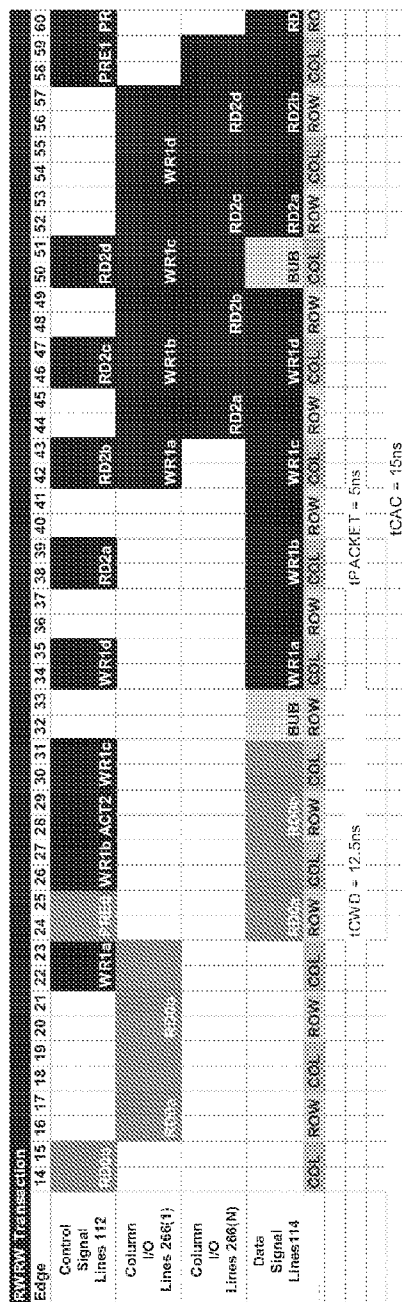 RWRW Transaction
Edge 14 15 16 17 18 19 20 21 22 23 24 25 26 27 28 29 30 31 32 33 34 35 36 37 38 39 40 41 42 43 44 45 46 47 48 49 50 51 52 53 54 55 56 57 58 59 60
Control
Signal
Lines 112
WR1a WR1b ACT2 WR1c WR1d RD2a RD2b RD2c RD2d PRE1 PR
Column
I/O
Lines 266(1)
WR1a WR1b WR1c WR1d
Column
I/O
Lines 266(N)
RD2a RD2b RD2c RD2d
Data
Signal
Lines114
BUB WR1a WR1b WR1c WR1d BUB RD2a RD2b RD
COL ROW COL ROW COL ROW COL ROW COL ROW COL ROW COL ROW COL ROW COL ROW COL ROW COL ROW COL RO
tCWD = 12.5ns tPACKET = 5ns
tCAC = 15ns